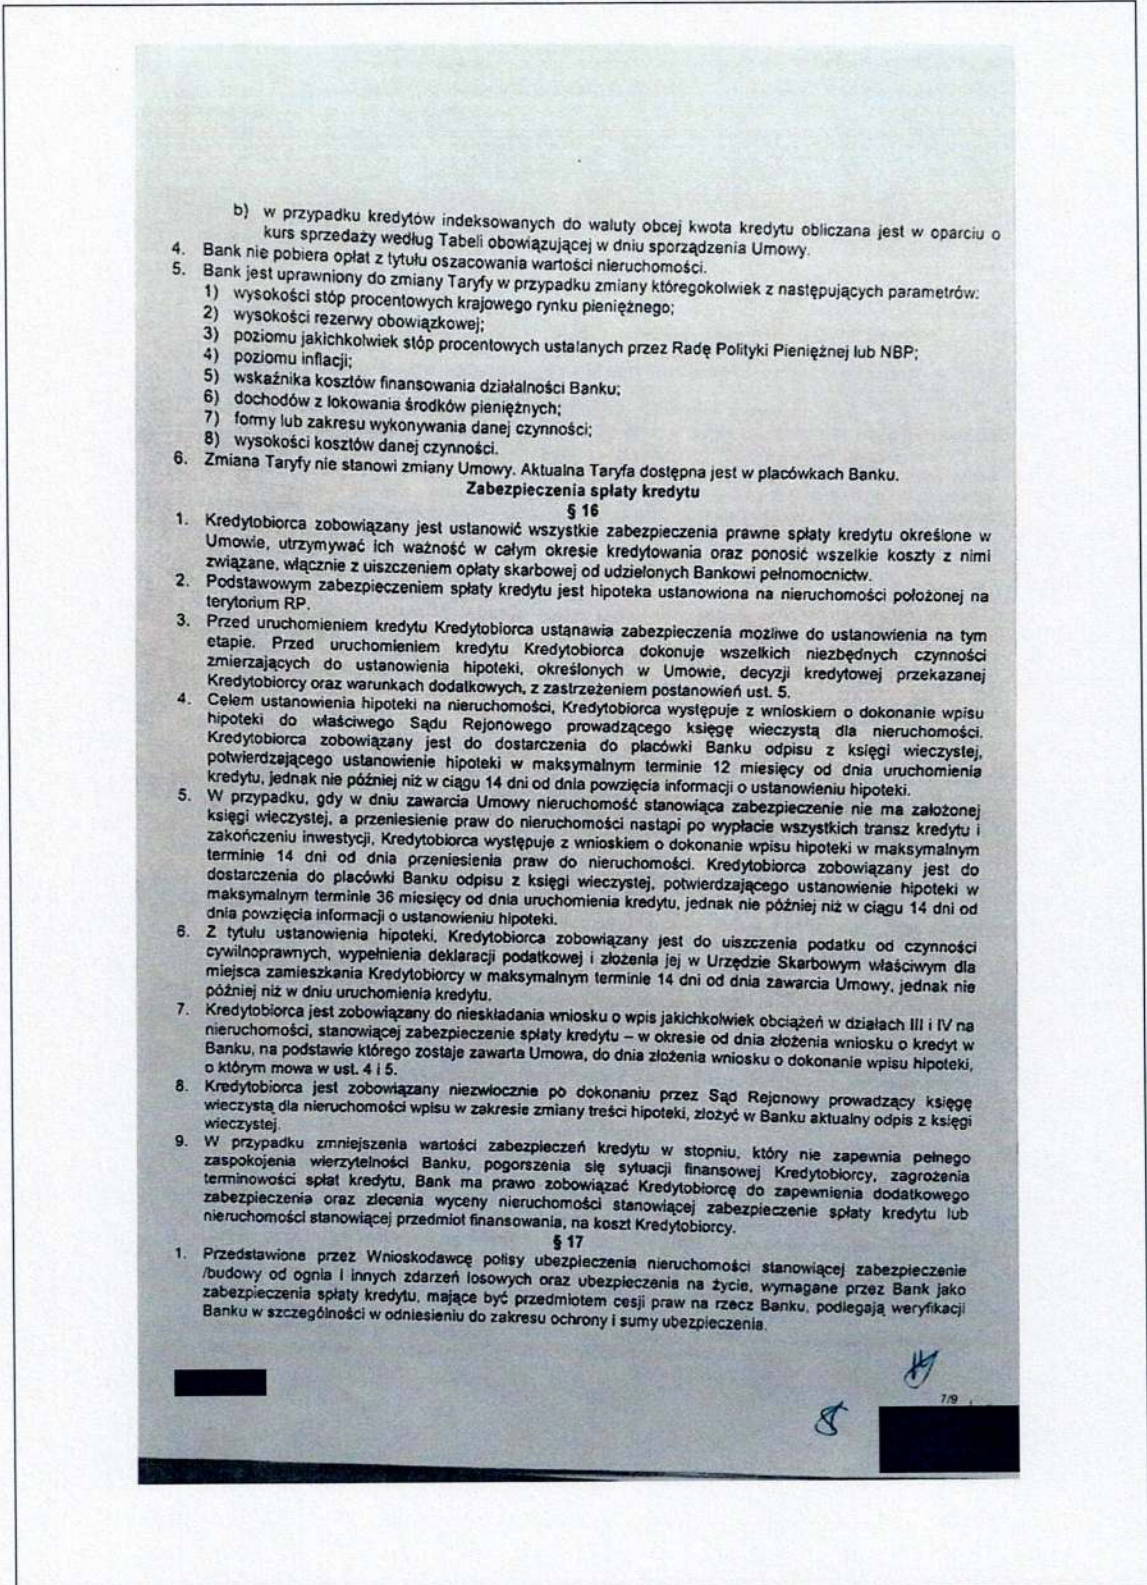 b) w przypadku kredytów indeksowanych do waluty obcej kwota kredytu obliczana jest w oparciu o
kurs sprzedaży według Tabeli obowiązującej w dniu sporządzenia Umowy.
4. Bank nie pobiera opłat z tytułu oszacowania wartości nieruchomości.
5. Bank jest uprawniony do zmiany Taryfy w przypadku zmiany któregokolwiek z następujących parametrów:
1) wysokości stóp procentowych krajowego rynku pieniężnego;
2) wysokości rezerwy obowiązkowej;
3) poziomu jakichkolwiek stóp procentowych ustalanych przez Radę Polityki Pieniężnej lub NBP;
4) poziomu inflacji;
5) wskaźnika kosztów finansowania działalności Banku;
6) dochodów z lokowania środków pieniężnych;
7) formy lub zakresu wykonywania danej czynności;
8) wysokości kosztów danej czynności.
6. Zmiana Taryfy nie stanowi zmiany Umowy. Aktualna Taryfa dostępna jest w placówkach Banku.
Zabezpieczenia spłaty kredytu
§ 16
1. Kredytobiorca zobowiązany jest ustanowić wszystkie zabezpieczenia prawne spłaty kredytu określone w
Umowie, utrzymywać ich ważność w całym okresie kredytowania oraz ponosić wszelkie koszty z nimi
związane, włącznie z uiszczeniem opłaty skarbowej od udzielonych Bankowi pełnomocnictw.
2. Podstawowym zabezpieczeniem spłaty kredytu jest hipoteka ustanowiona na nieruchomości położonej na
terytorium RP.
3. Przed uruchomieniem kredytu Kredytobiorca ustanawia zabezpieczenia możliwe do ustanowienia na tym
etapie. Przed uruchomieniem kredytu Kredytobiorca dokonuje wszelkich niezbędnych czynności
zmierzających do ustanowienia hipoteki, określonych w Umowie, decyzji kredytowej przekazanej
Kredytobiorcy oraz warunkach dodatkowych, z zastrzeżeniem postanowień ust. 5.
4. Celem ustanowienia hipoteki na nieruchomości, Kredytobiorca występuje z wnioskiem o dokonanie wpisu
hipoteki do właściwego Sądu Rejonowego prowadzącego księgę wieczystą dla nieruchomości.
Kredytobiorca zobowiązany jest do dostarczenia do placówki Banku odpisu z księgi wieczystej,
potwierdzającego ustanowienie hipoteki w maksymalnym terminie 12 miesięcy od dnia uruchomienia
kredytu, jednak nie później niż w ciągu 14 dni od dnia powzięcia informacji o ustanowieniu hipoteki.
5. W przypadku, gdy w dniu zawarcia Umowy nieruchomość stanowiąca zabezpieczenie nie ma założonej
księgi wieczystej, a przeniesienie praw do nieruchomości nastąpi po wypłacie wszystkich transz kredytu i
zakończeniu inwestycji, Kredytobiorca występuje z wnioskiem o dokonanie wpisu hipoteki w maksymalnym
terminie 14 dni od dnia przeniesienia praw do nieruchomości. Kredytobiorca zobowiązany jest do
dostarczenia do placówki Banku odpisu z księgi wieczystej, potwierdzającego ustanowienie hipoteki w
maksymalnym terminie 36 miesięcy od dnia uruchomienia kredytu, jednak nie później niż w ciągu 14 dni od
dnia powzięcia informacji o ustanowieniu hipoteki.
6. Z tytułu ustanowienia hipoteki, Kredytobiorca zobowiązany jest do uiszczenia podatku od czynności
cywilnoprawnych, wypełnienia deklaracji podatkowej i złożenia jej w Urzędzie Skarbowym właściwym dla
miejsca zamieszkania Kredytobiorcy w maksymalnym terminie 14 dni od dnia zawarcia Umowy, jednak nie
później niż w dniu uruchomienia kredytu.
7. Kredytobiorca jest zobowiązany do nieskładania wniosku o wpis jakichkolwiek obciążeń w działach III i IV na
nieruchomości, stanowiącej zabezpieczenie spłaty kredytu – w okresie od dnia złożenia wniosku o kredyt w
Banku, na podstawie którego zostaje zawarta Umowa, do dnia złożenia wniosku o dokonanie wpisu hipoteki,
o którym mowa w ust. 4 i 5.
8. Kredytobiorca jest zobowiązany niezwłocznie po dokonaniu przez Sąd Rejonowy prowadzący księgę
wieczystą dla nieruchomości wpisu w zakresie zmiany treści hipoteki, złożyć w Banku aktualny odpis z księgi
wieczystej.
9. W przypadku zmniejszenia wartości zabezpieczeń kredytu w stopniu, który nie zapewnia pełnego
zaspokojenia wierzytelności Banku, pogorszenia się sytuacji finansowej Kredytobiorcy, zagrożenia
terminowości spłat kredytu, Bank ma prawo zobowiązać Kredytobiorcę do zapewnienia dodatkowego
zabezpieczenia oraz zlecenia wyceny nieruchomości stanowiącej zabezpieczenie spłaty kredytu lub
nieruchomości stanowiącej przedmiot finansowania, na koszt Kredytobiorcy.
§ 17
1. Przedstawione przez Wnioskodawcę polisy ubezpieczenia nieruchomości stanowiącej zabezpieczenie
/budowy od ognia i innych zdarzeń losowych oraz ubezpieczenia na życie, wymagane przez Bank jako
zabezpieczenia spłaty kredytu, mające być przedmiotem cesji praw na rzecz Banku, podlegają weryfikacji
Banku w szczególności w odniesieniu do zakresu ochrony i sumy ubezpieczenia.
7/9